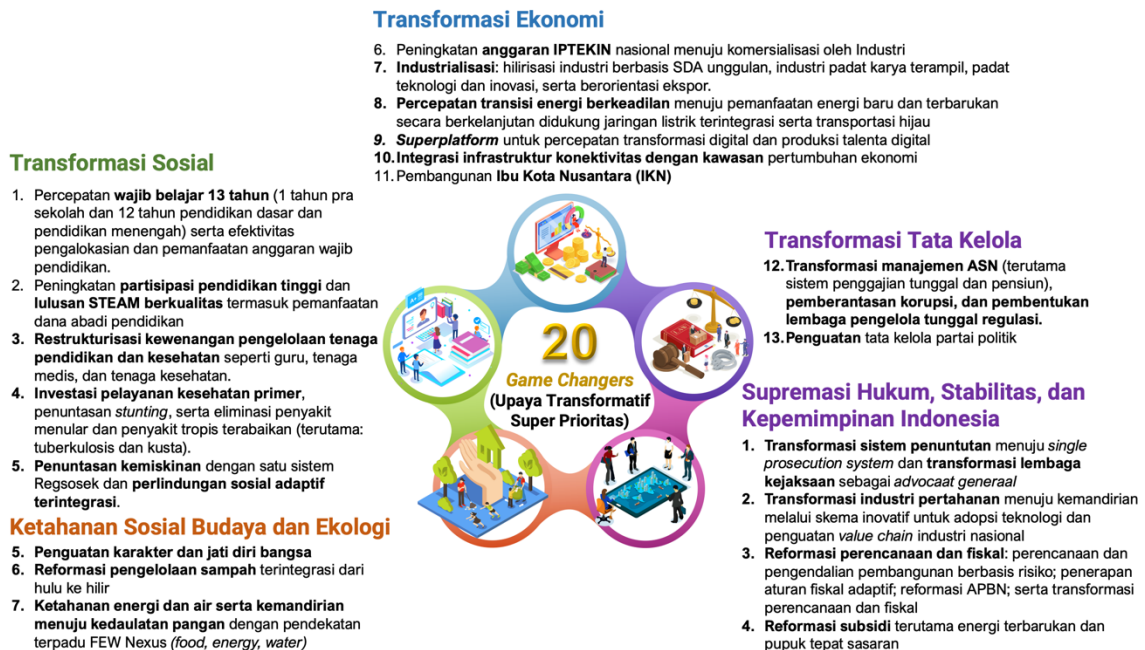 Transformasi Ekonomi
6. Peningkatan anggaran IPTEKIN nasional menuju komersialisasi oleh Industri
7. Industrialisasi: hilirisasi industri berbasis SDA unggulan, industri padat karya terampil, padat
teknologi dan inovasi, serta berorientasi ekspor.
8. Percepatan transisi energi berkeadilan menuju pemanfaatan energi baru dan terbarukan
secara berkelanjutan didukung jaringan listrik terintegrasi serta transportasi hijau
9. Superplatform untuk percepatan transformasi digital dan produksi talenta digital
10. Integrasi infrastruktur konektivitas dengan kawasan pertumbuhan ekonomi
11. Pembangunan Ibu Kota Nusantara (IKN)
Transformasi Sosial
1. Percepatan wajib belajar 13 tahun (1 tahun pra
sekolah dan 12 tahun pendidikan dasar dan
pendidikan menengah) serta efektivitas
pengalokasian dan pemanfaatan anggaran wajib
pendidikan.
2. Peningkatan partisipasi pendidikan tinggi dan
lulusan STEAM berkualitas termasuk pemanfaatan
dana abadi pendidikan
3. Restrukturisasi kewenangan pengelolaan tenaga
pendidikan dan kesehatan seperti guru, tenaga
medis, dan tenaga kesehatan.
4. Investasi pelayanan kesehatan primer,
penuntasan stunting, serta eliminasi penyakit
menular dan penyakit tropis terabaikan (terutama:
tuberkulosis dan kusta).
5. Penuntasan kemiskinan dengan satu sistem
Regsosek dan perlindungan sosial adaptif
terintegrasi.
Ketahanan Sosial Budaya dan Ekologi
5. Penguatan karakter dan jati diri bangsa
6. Reformasi pengelolaan sampah terintegrasi dari
hulu ke hilir
7. Ketahanan energi dan air serta kemandirian
menuju kedaulatan pangan dengan pendekatan
terpadu FEW Nexus (food, energy, water)
20
Game Changers
(Upaya Transformatif
Super Prioritas)
Transformasi Tata Kelola
12. Transformasi manajemen ASN (terutama
sistem penggajian tunggal dan pensiun),
pemberantasan korupsi, dan pembentukan
lembaga pengelola tunggal regulasi.
13. Penguatan tata kelola partai politik
Supremasi Hukum, Stabilitas, dan
Kepemimpinan Indonesia
1. Transformasi sistem penuntutan menuju single
prosecution system dan transformasi lembaga
kejaksaan sebagai advocaat generaal
2. Transformasi industri pertahanan menuju kemandirian
melalui skema inovatif untuk adopsi teknologi dan
penguatan value chain industri nasional
3. Reformasi perencanaan dan fiskal: perencanaan dan
pengendalian pembangunan berbasis risiko; penerapan
aturan fiskal adaptif; reformasi APBN; serta transformasi
perencanaan dan fiskal
4. Reformasi subsidi terutama energi terbarukan dan
pupuk tepat sasaran